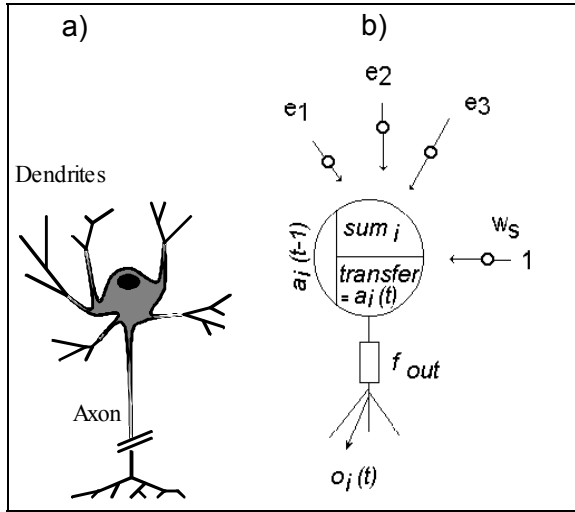 a)
Dendrites
Axon
b)
e1
e2
e3
ws
1
ai (t-1)
sum i
transfer
= ai (t)
f out
oi (t)